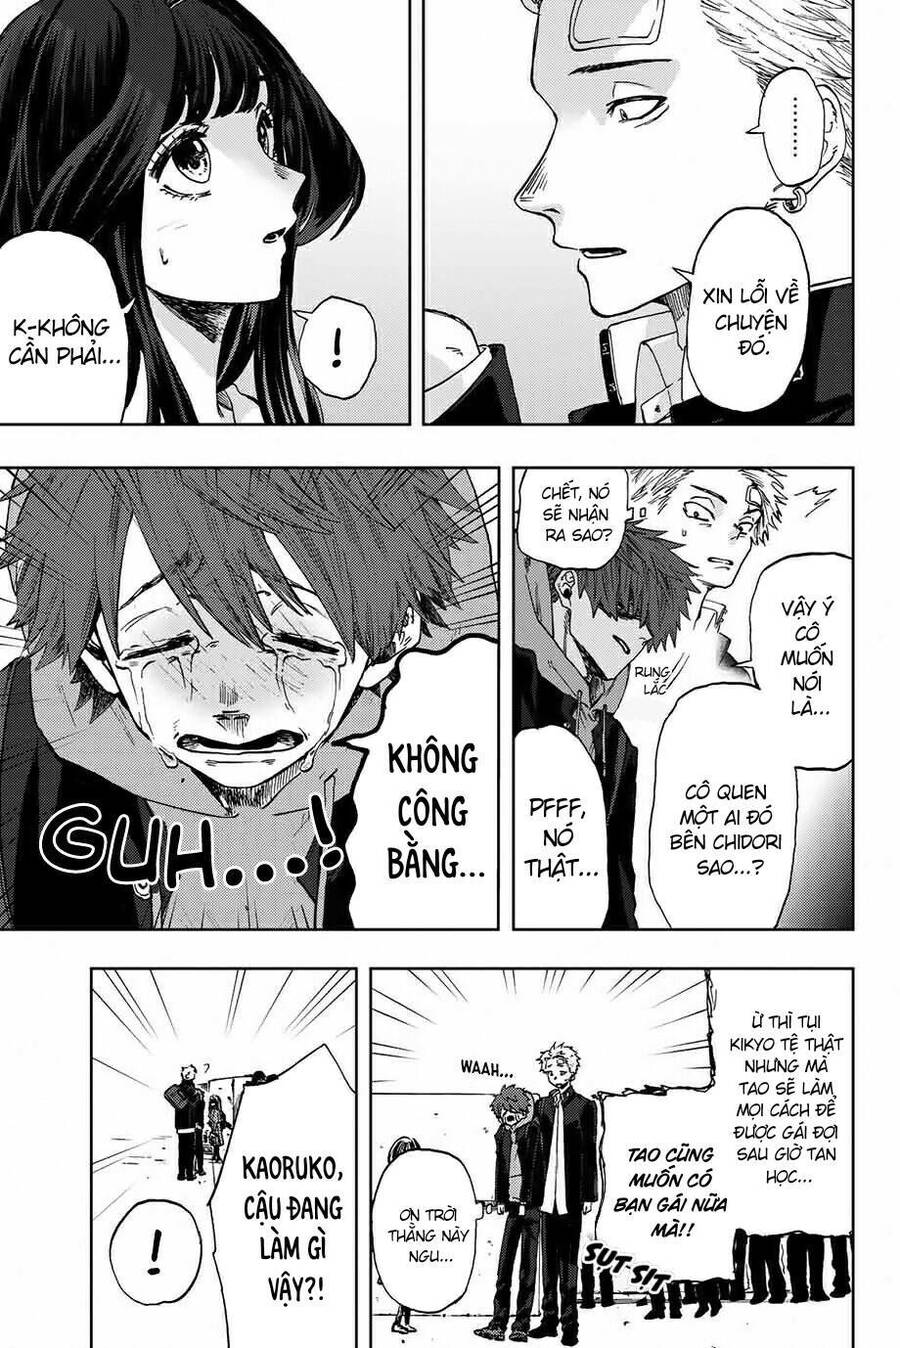 .........
XIN LỖI VỀ
CHUYỆN
ĐÓ.
!
K-KHÔNG
CẦN PHẢI...
CHẾT, NÓ
SẼ NHẬN
RA SAO?
VẬY Ý
CÔ
MUỐN
NÓI
LÀ...
RUNG
LẮC
CÔ QUEN
MỘT AI ĐÓ
BÊN CHIDORI
SAO...?
PFFF,
NÓ
THẬT...
KHÔNG
CÔNG
BẰNG...
GUH...!
Ừ THÌ TỤI
KIKYO TỆ THẬT
NHƯNG MÀ
TAO SẼ LÀM
MỌI CÁCH ĐỂ
ĐƯỢC GÁI ĐỢI
SAU GIỜ TAN
HỌC...
WAAH...
TAO CŨNG
MUỐN CÓ
BẠN GÁI NỮA
MÀ!!
ƠN TRỜI
THẰNG NÀY
NGU...
SỤT SỊT
KAORUKO,
CẬU ĐANG
LÀM GÌ
VẬY?!
!